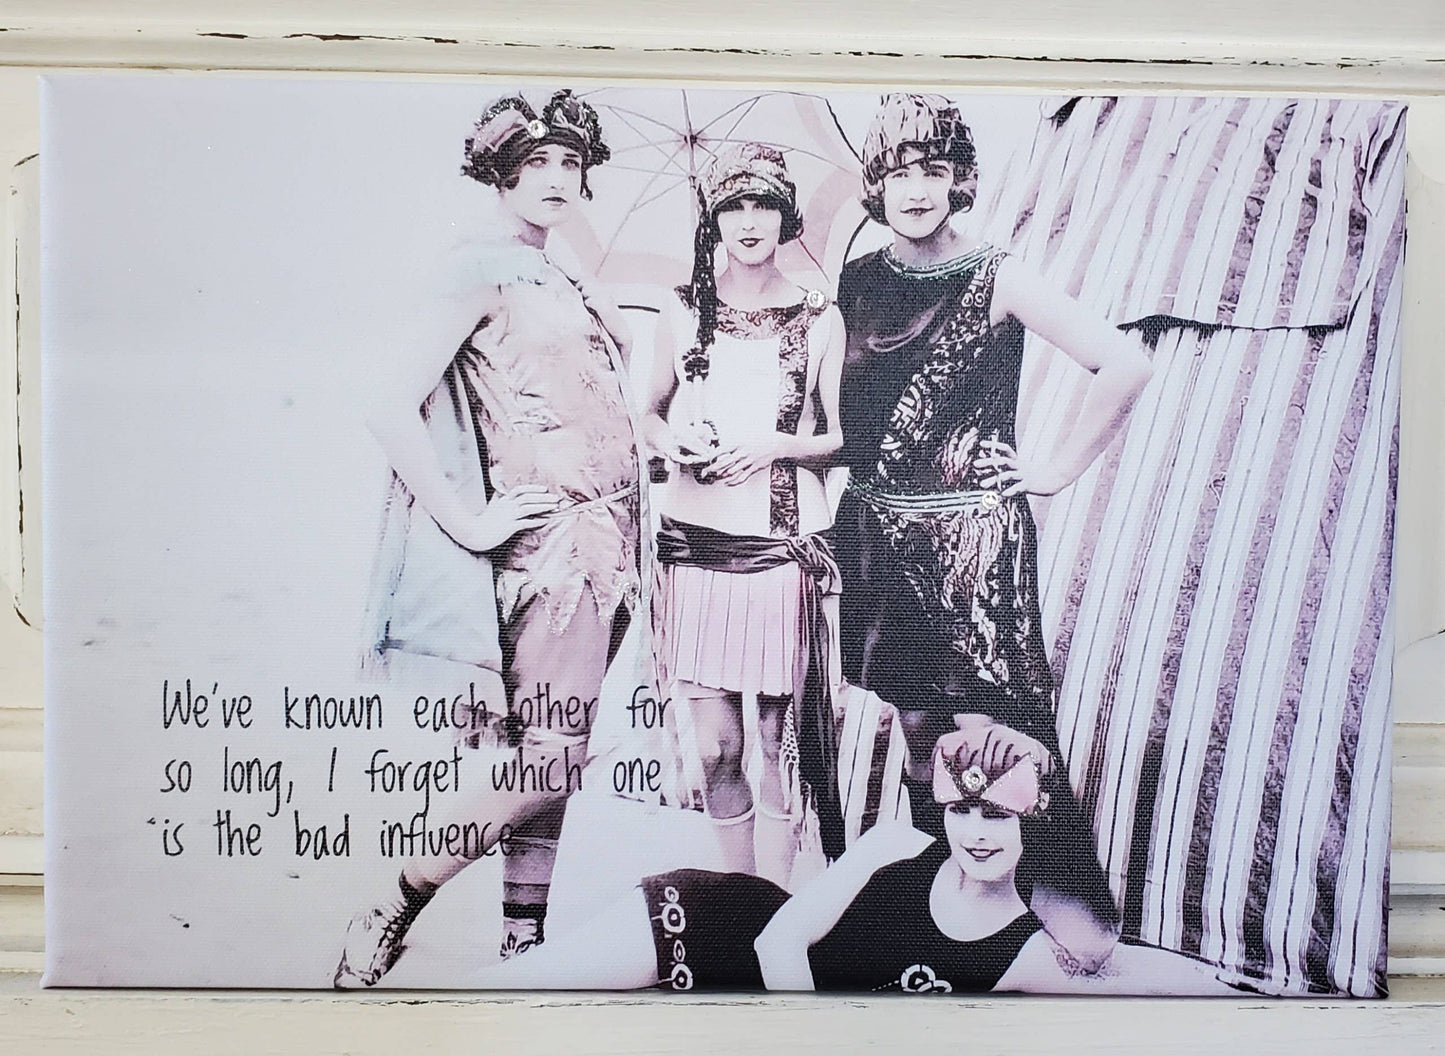 We've known each other for
so long, I forget which one
is the bad influence